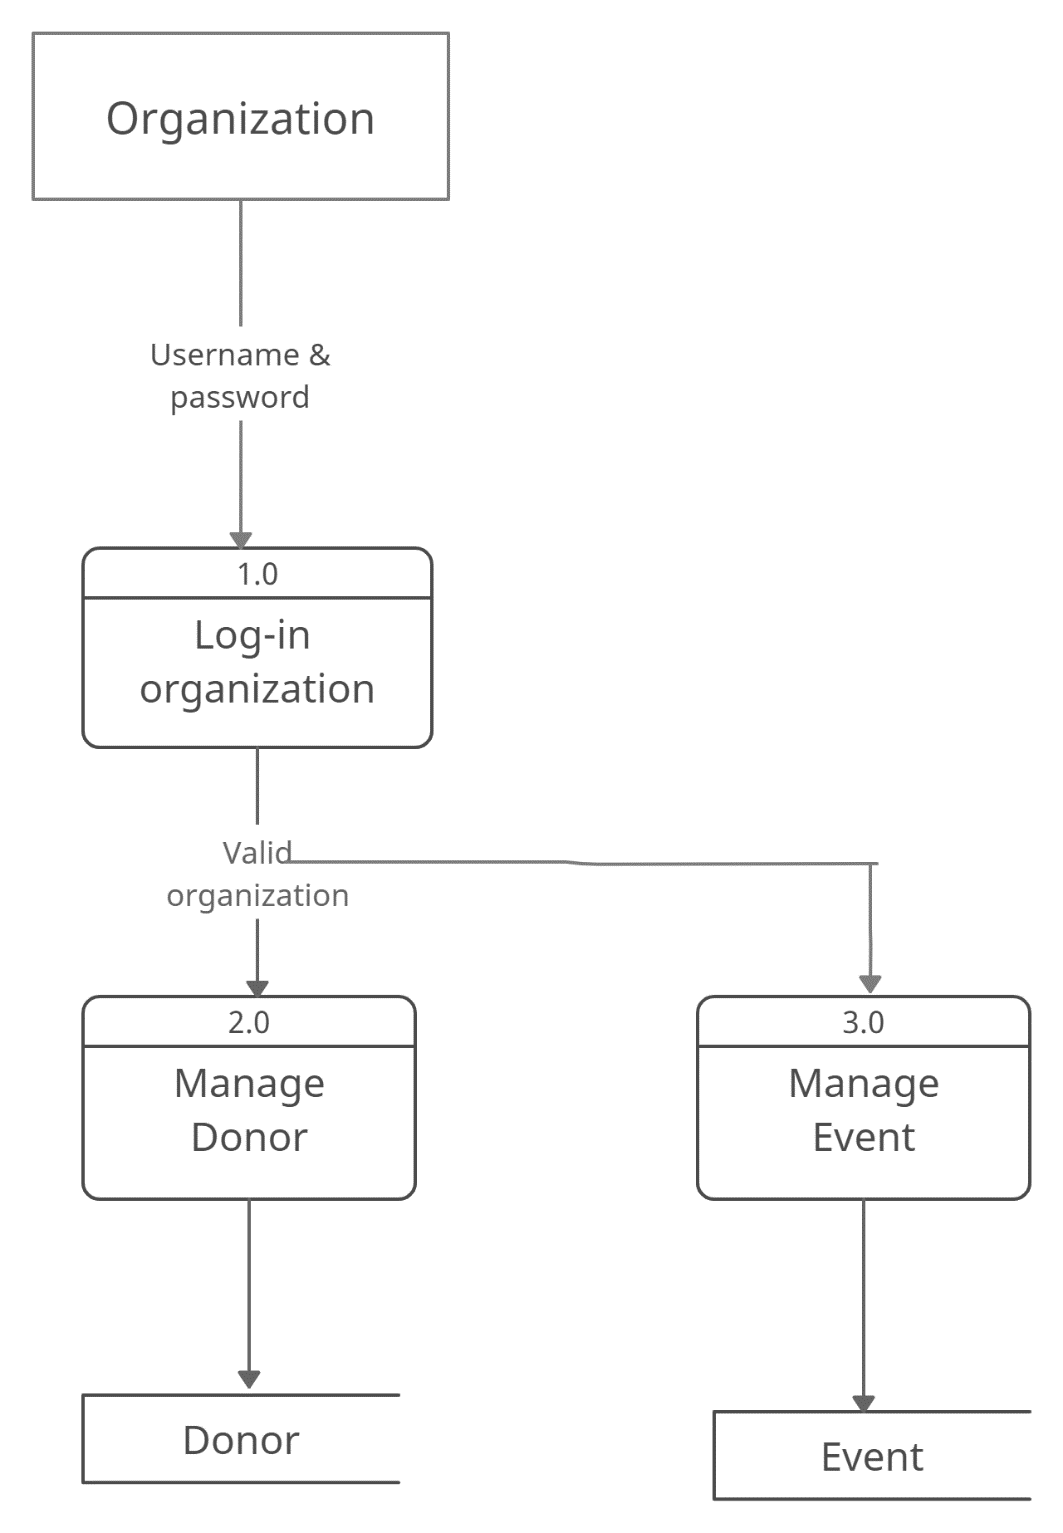 Organization
Username &
password
1.0
Log-in
organization
Valid
organization
2.0
Manage
Donor
3.0
Manage
Event
Donor
Event